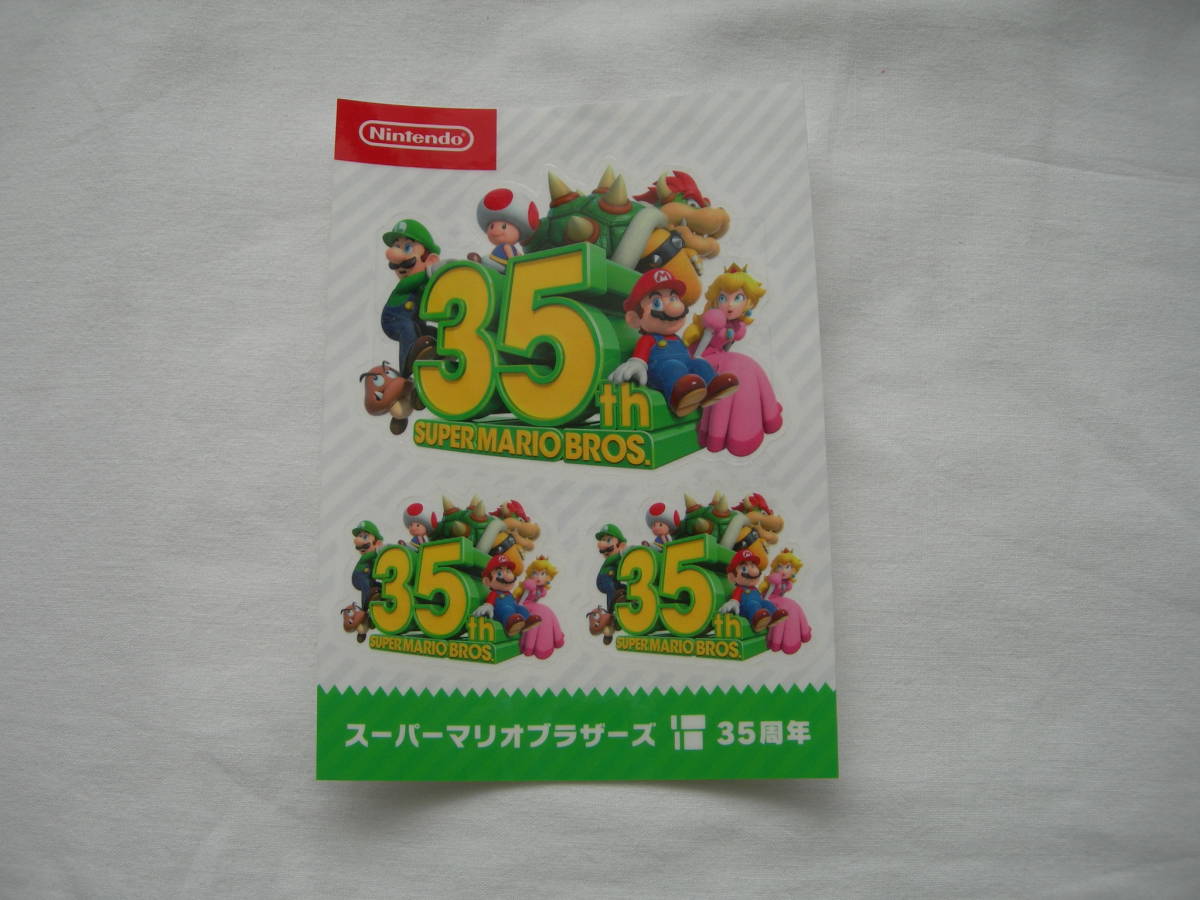 Nintendo
M
35th
SUPER MARIO BROS.
35th
SUPER MARIO BROS.
35th
SUPER MARIO BROS.
スーパーマリオブラザーズ 35周年